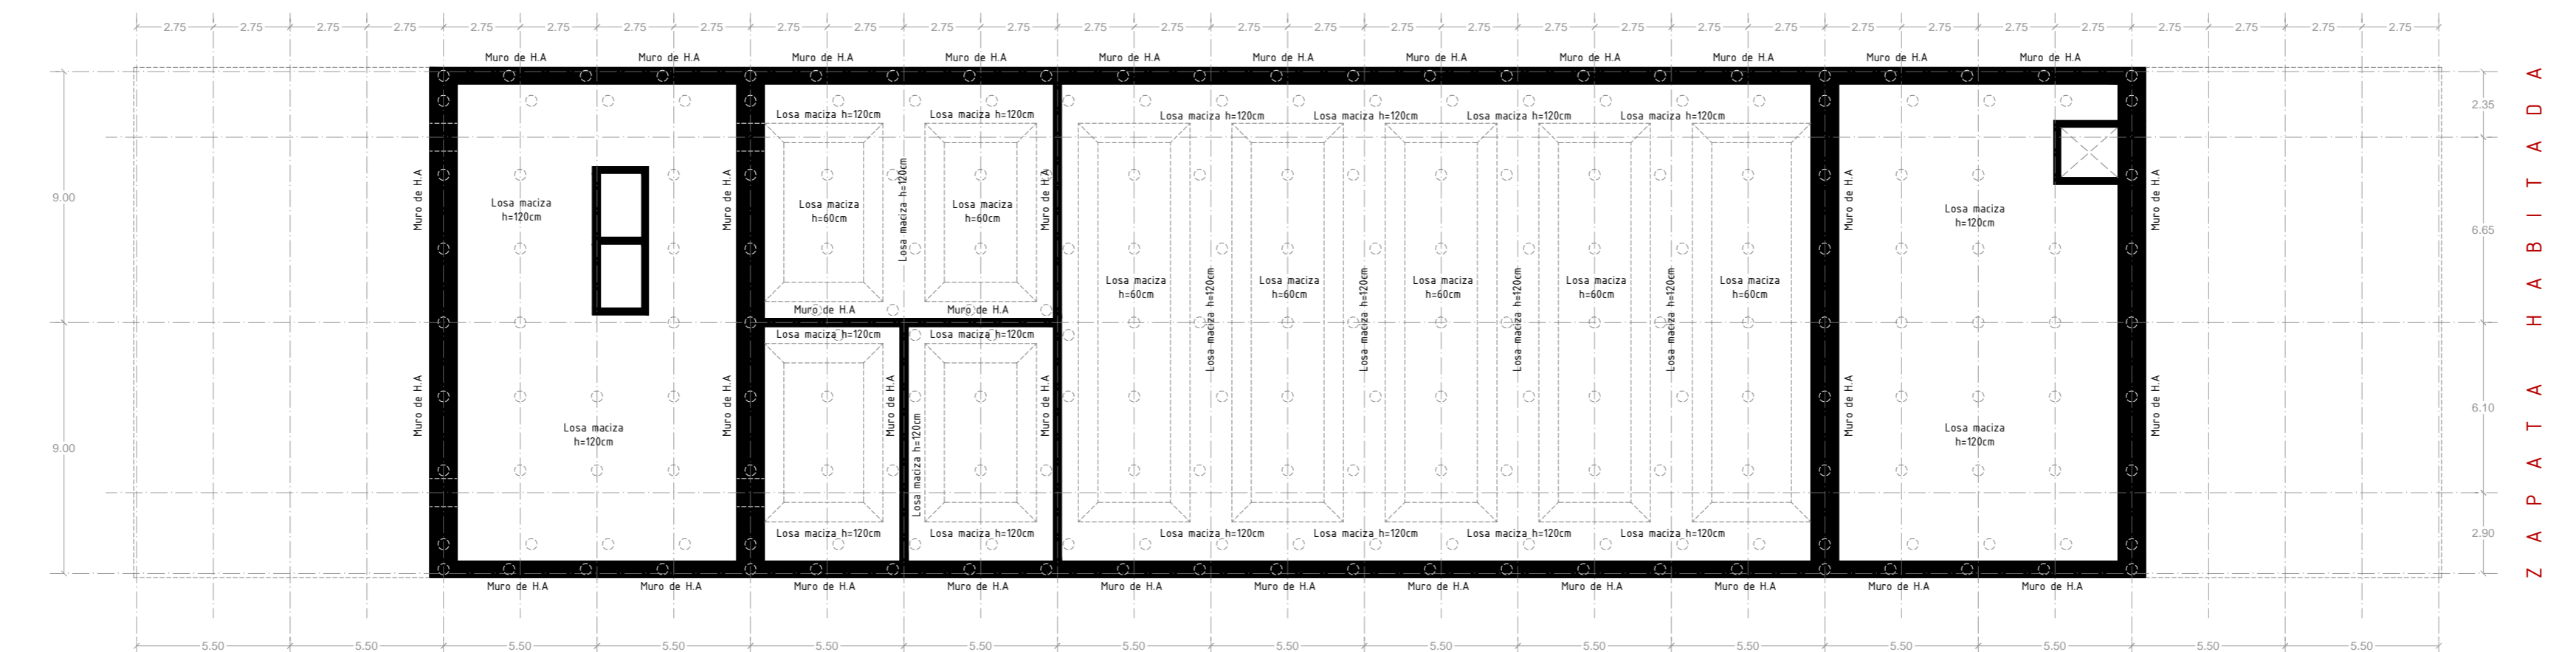 2.75 2.75 2.75 2.75 2.75 2.75 2.75 2.75 2.75 2.75 2.75 2.75 2.75 2.75 2.75 2.75 2.75 2.75 2.75 2.75 2.75 2.75 2.75 2.75 2.75 2.75 2.75 2.75 2.75 2.75
Muro de H.A
Muro de H.A
Muro de H.A
Muro de H.A
Muro de H.A
Muro de H.A
Muro de H.A
Muro de H.A
Muro de H.A
Muro de H.A
Muro de H.A
2.35
Losa maciza h=120cm
Losa maciza h=120cm
Losa maciza h=120cm
Losa maciza h=120cm
Losa maciza h=120cm
Losa maciza h=120cm
9.00
Muro de H.A
Losa maciza
h=120cm
Muro de H.A
Losa maciza
h=60cm
Losa maciza h=120cm
Losa maciza
h=60cm
Muro de H.A
Muro de H.A
Losa maciza
h=120cm
Muro de H.A
6.65
Losa maciza
h=60cm
Losa maciza h=120cm
Losa maciza
h=60cm
Losa maciza h=120cm
Losa maciza
h=60cm
Losa maciza h=120cm
Losa maciza
h=60cm
Losa maciza h=120cm
Losa maciza
h=60cm
Muro de H.A
Muro de H.A
Losa maciza h=120cm
Losa maciza h=120cm
Muro de H.A
Losa maciza
h=120cm
Muro de H.A
Muro de H.A
Losa maciza h=120cm
Muro de H.A
Muro de H.A
Losa maciza
h=120cm
Muro de H.A
6.10
9.00
Losa maciza h=120cm
Losa maciza h=120cm
Losa maciza h=120cm
Losa maciza h=120cm
Losa maciza h=120cm
Losa maciza h=120cm
2.90
Muro de H.A
Muro de H.A
Muro de H.A
Muro de H.A
Muro de H.A
Muro de H.A
Muro de H.A
Muro de H.A
Muro de H.A
Muro de H.A
Muro de H.A
5.50 5.50 5.50 5.50 5.50 5.50 5.50 5.50 5.50 5.50 5.50 5.50 5.50 5.50 5.50
ZAPATA HABITADA